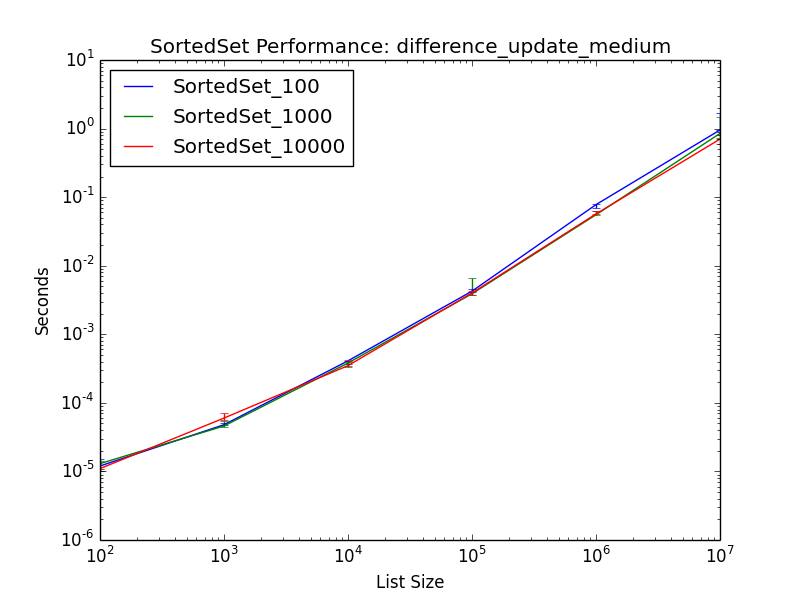 SortedSet Performance: difference_update_medium
10^1
SortedSet_100
SortedSet_1000
SortedSet_10000
10^0
10^-1
10^-2
Seconds
10^-3
10^-4
10^-5
10^-6
10^2 10^3 10^4 10^5 10^6 10^7
List Size